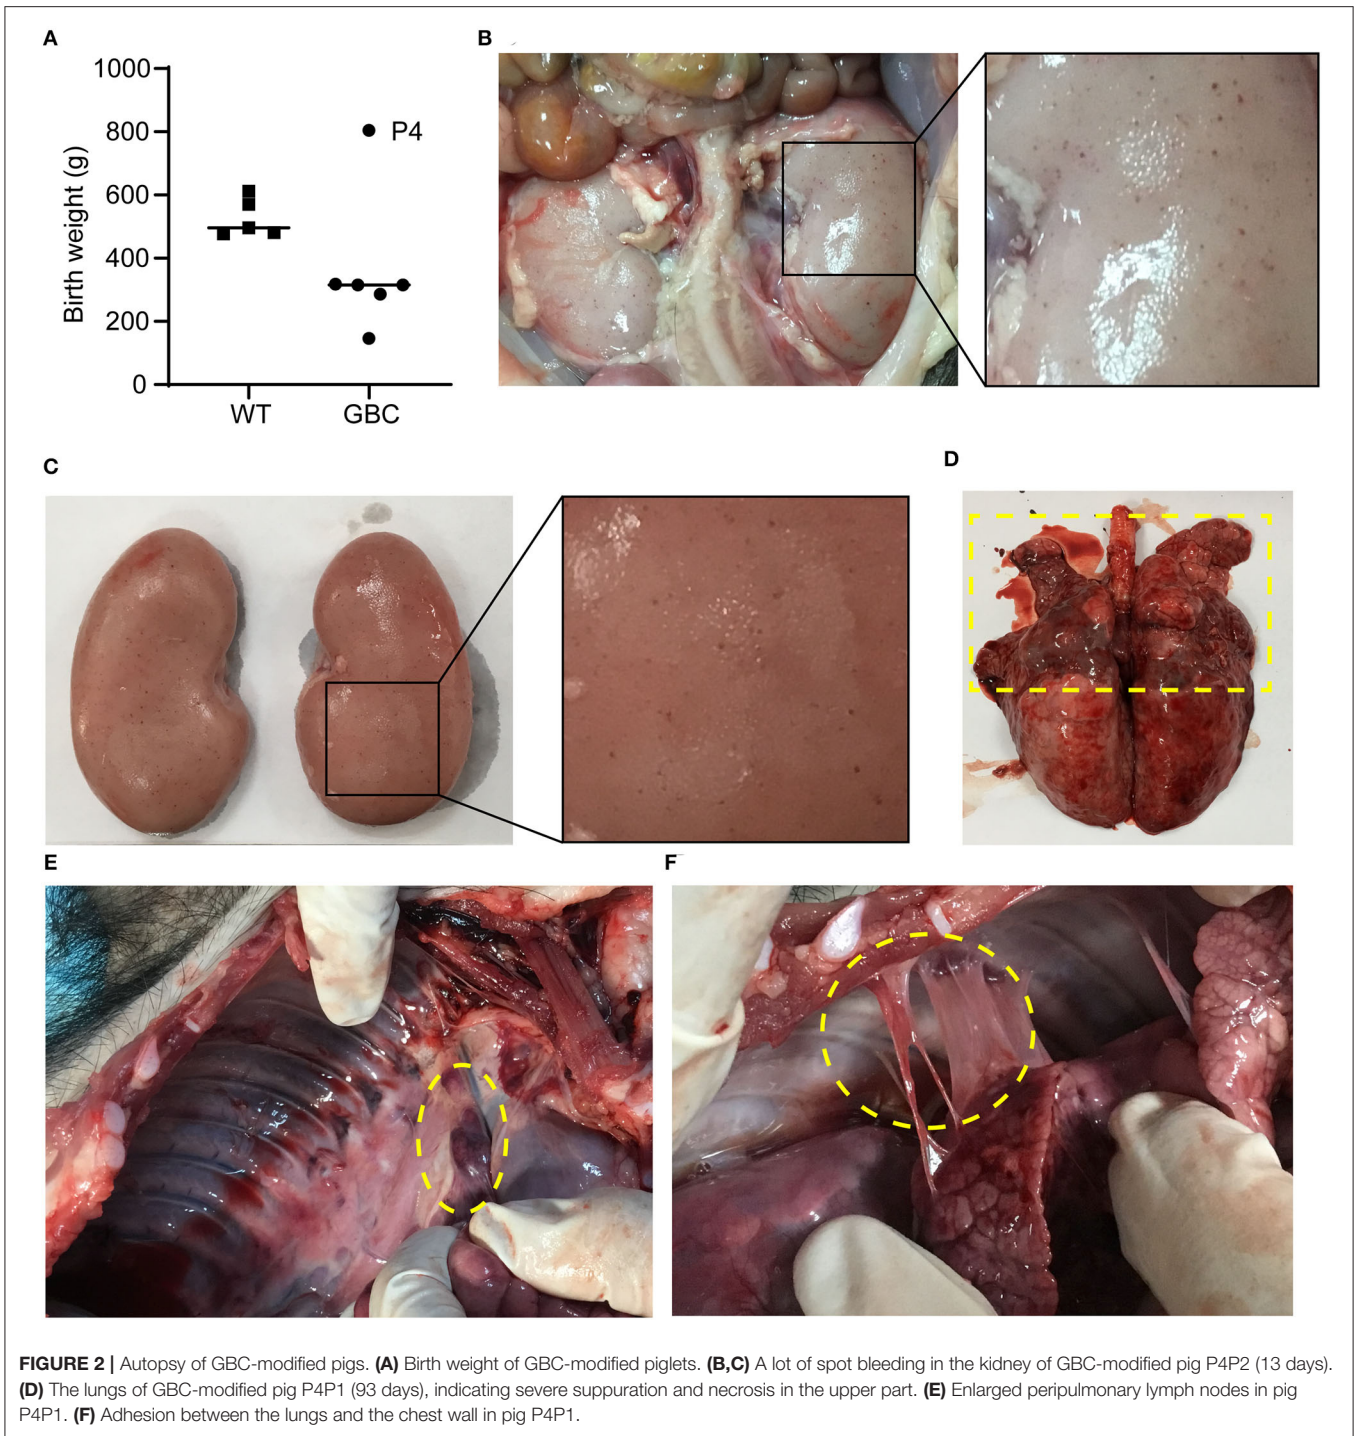 A
B
1000
800
600
400
200
0
Birth weight (g)
P4
WT
GBC
C
D
E
F
FIGURE 2 | Autopsy of GBC-modified pigs. (A) Birth weight of GBC-modified piglets. (B,C) A lot of spot bleeding in the kidney of GBC-modified pig P4P2 (13 days).
(D) The lungs of GBC-modified pig P4P1 (93 days), indicating severe suppuration and necrosis in the upper part. (E) Enlarged peripulmonary lymph nodes in pig
P4P1. (F) Adhesion between the lungs and the chest wall in pig P4P1.